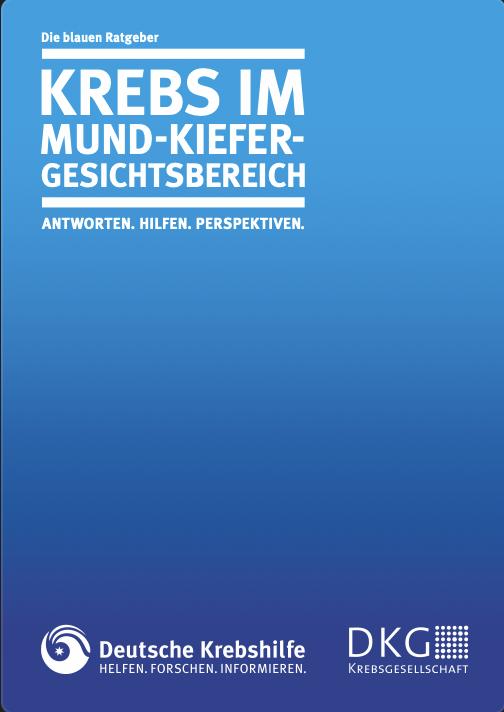 Die blauen Ratgeber
KREBS IM
MUND-KIEFER-
GESICHTSBEREICH
ANTWORTEN. HILFEN. PERSPEKTIVEN.
Deutsche Krebshilfe
HELFEN. FORSCHEN. INFORMIEREN.
DKG
KREBSGESELLSCHAFT